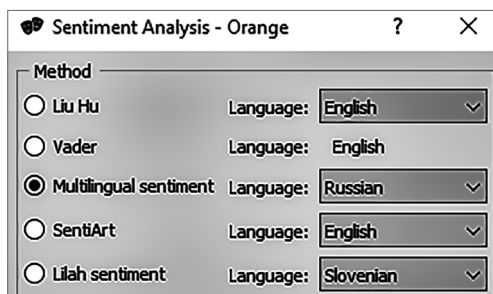 Sentiment Analysis - Orange ?
Method
Liu Hu Language: English
Vader Language: English
Multilingual sentiment Language: Russian
SentiArt Language: English
Lilah sentiment Language: Slovenian